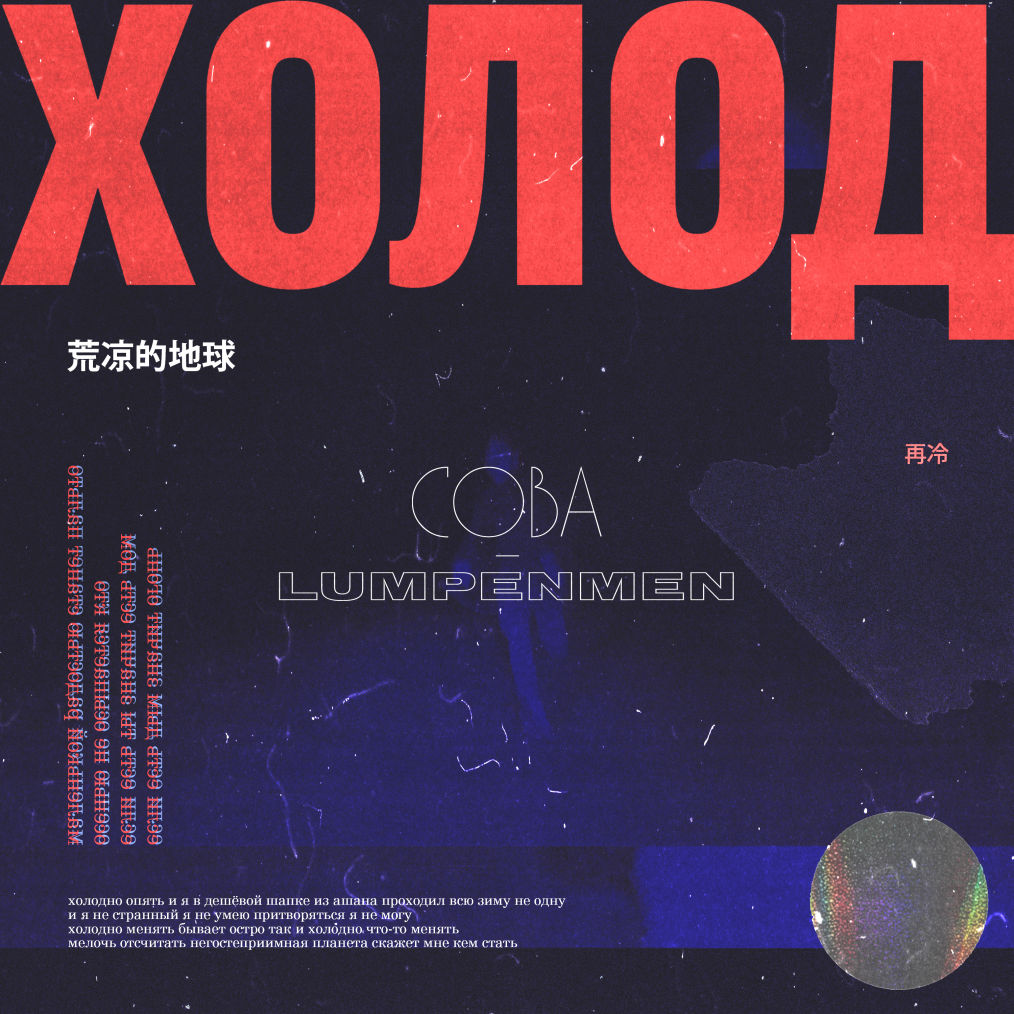 ХОЛОД
荒凉的地球
再冷
СОВА
—
LUMPENMEN
холодно опять и я в дешёвой шапке из ашана проходил всю зиму не одну
и я не странный я не умею притворяться я не могу
холодно менять бывает остро так и холодно что-то менять
мелочь отсчитать негостеприимная планета скажет мне кем стать